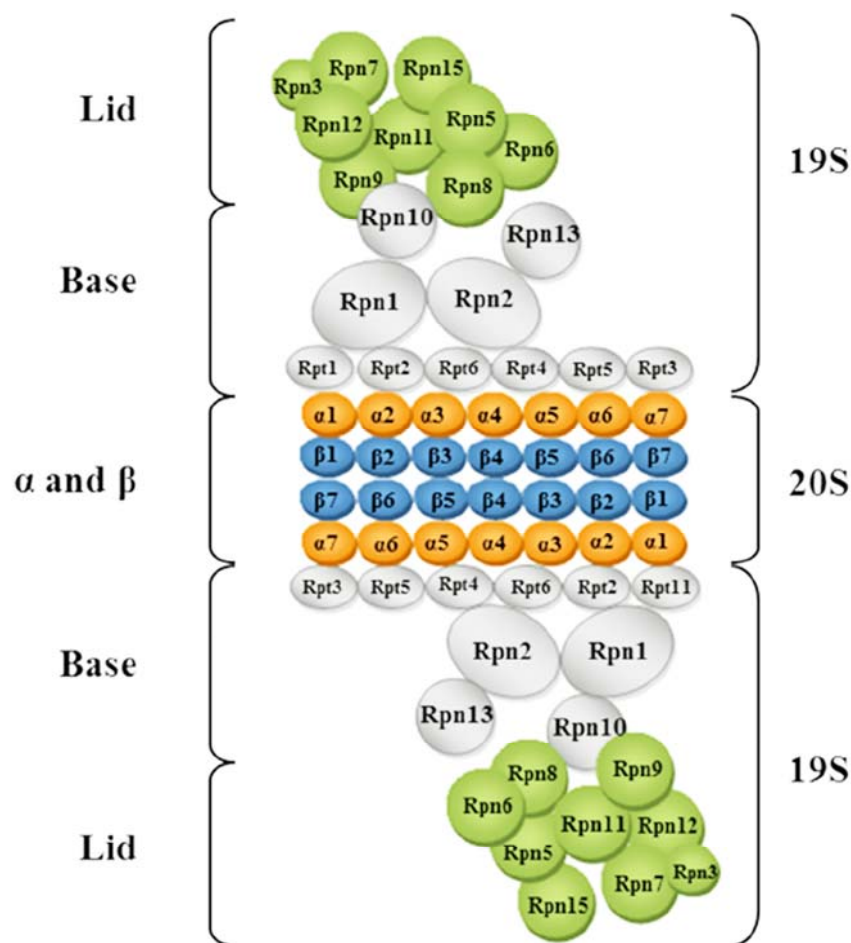 Rpn7 Rpn15
Rpn3
Lid
Rpn12 Rpn11 Rpn5
Rpn6
19S
Rpn9 Rpn8
Rpn10
Rpn13
Base
Rpn1 Rpn2
Rpt1 Rpt2 Rpt6 Rpt4 Rpt5 Rpt3
α1 α2 α3 α4 α5 α6 α7
β1 β2 β3 β4 β5 β6 β7
α and β
20S
β7 β6 β5 β4 β3 β2 β1
α7 α6 α5 α4 α3 α2 α1
Rpt3 Rpt5 Rpt4 Rpt6 Rpt2 Rpt11
Base
Rpn2 Rpn1
Rpn13 Rpn10
19S
Rpn8 Rpn9
Rpn6
Rpn11 Rpn12
Lid
Rpn5
Rpn7 Rpn3
Rpn15